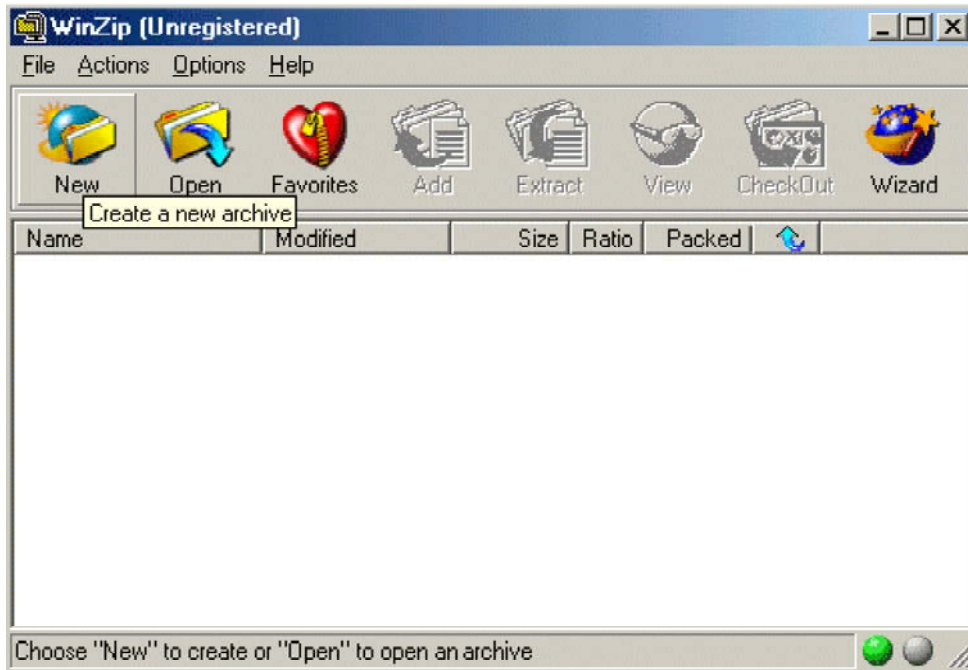 WinZip (Unregistered)
File Actions Options Help
New Open Favorites Add Extract View CheckOut Wizard
Create a new archive
Name Modified Size Ratio Packed
Choose "New" to create or "Open" to open an archive